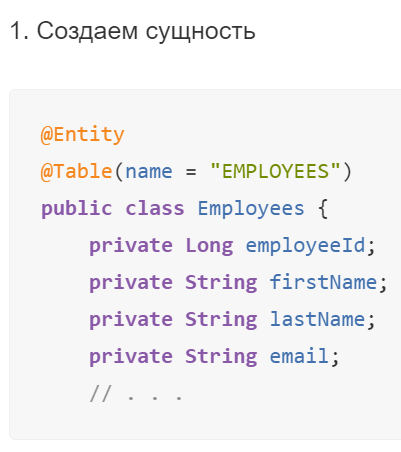 1. Создаем сущность
@Entity
@Table(name = "EMPLOYEES")
public class Employees {
    private Long employeeId;
    private String firstName;
    private String lastName;
    private String email;
    // . . .